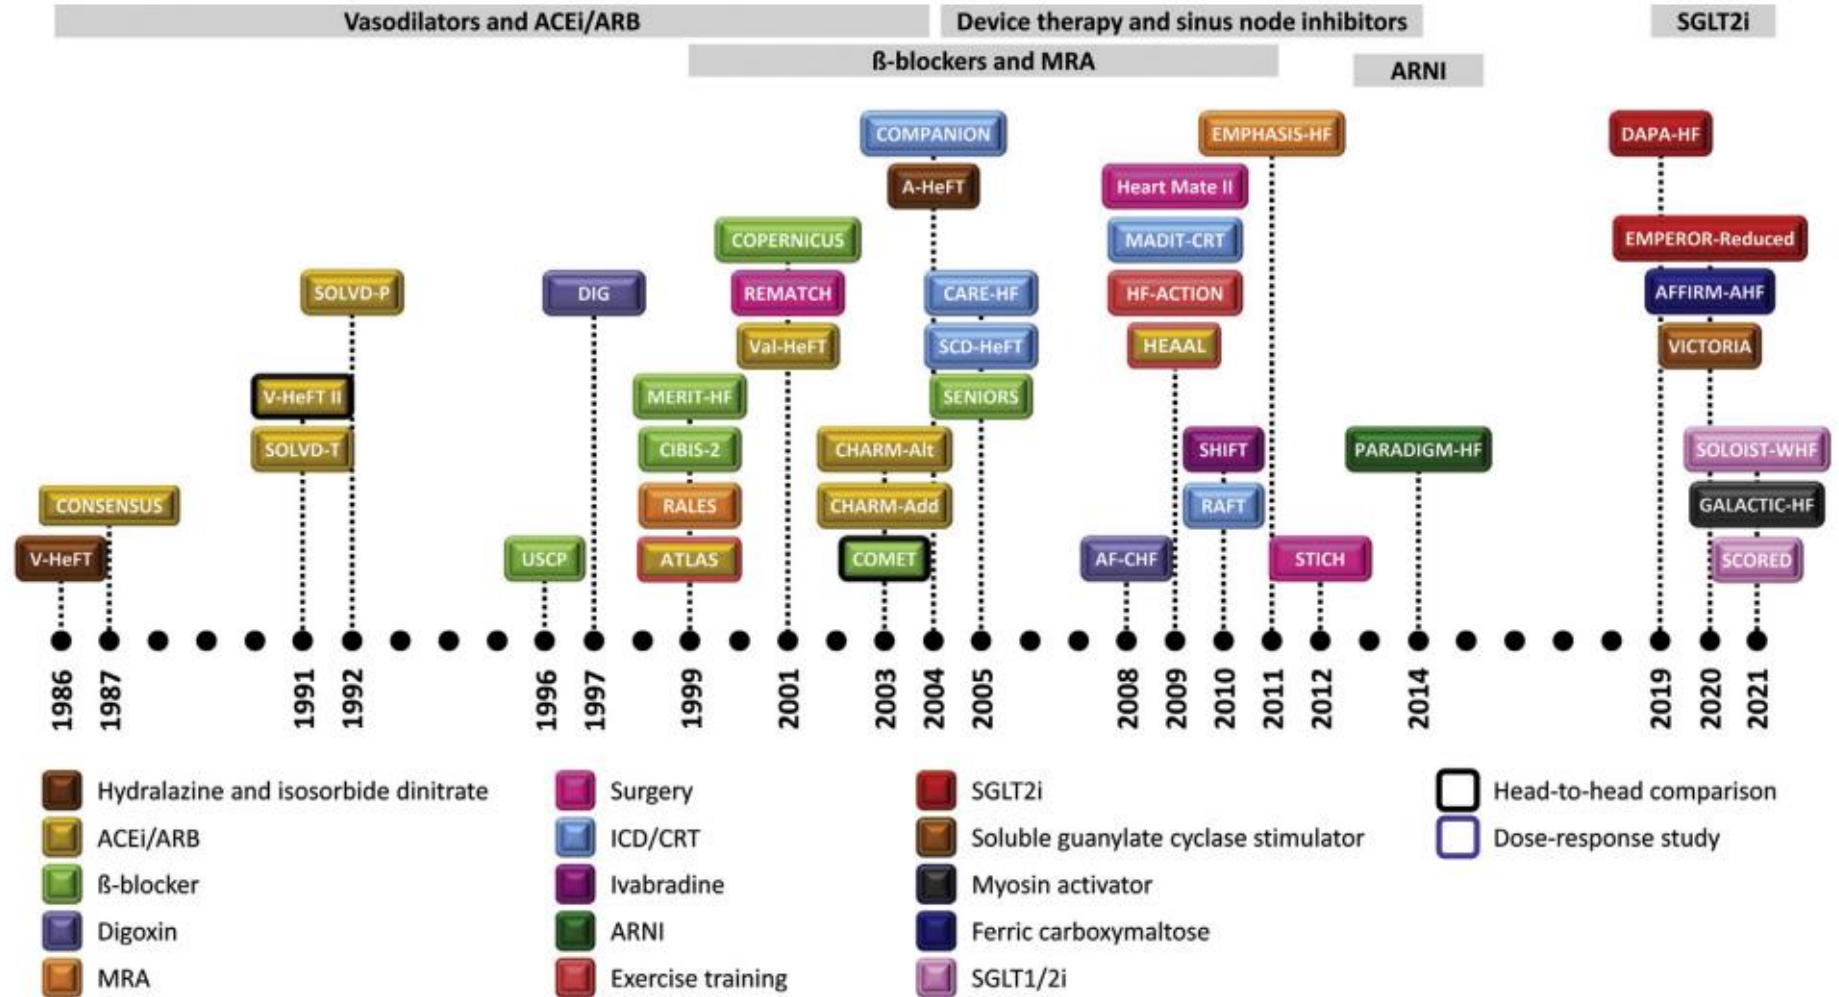 Vasodilators and ACEi/ARB
Device therapy and sinus node inhibitors
SGLT2i
ß-blockers and MRA
ARNI
COMPANION
EMPHASIS-HF
DAPA-HF
A-HeFT
Heart Mate II
COPERNICUS
MADIT-CRT
EMPEROR-Reduced
SOLVD-P
DIG
REMATCH
CARE-HF
HF-ACTION
AFFIRM-AHF
Val-HeFT
SCD-HeFT
HEAAL
VICTORIA
V-HeFT II
MERIT-HF
SENIORS
SOLVD-T
CIBIS-2
CHARM-Alt
SHIFT
PARADIGM-HF
SOLOIST-WHF
CONSENSUS
RALES
CHARM-Add
RAFT
GALACTIC-HF
V-HeFT
USCP
ATLAS
COMET
AF-CHF
STICH
SCORED
1986
1987
1991
1992
1996
1997
1999
2001
2003
2004
2005
2008
2009
2010
2011
2012
2014
2019
2020
2021
Hydralazine and isosorbide dinitrate
ACEi/ARB
ß-blocker
Digoxin
MRA
Surgery
ICD/CRT
Ivabradine
ARNI
Exercise training
SGLT2i
Soluble guanylate cyclase stimulator
Myosin activator
Ferric carboxymaltose
SGLT1/2i
Head-to-head comparison
Dose-response study